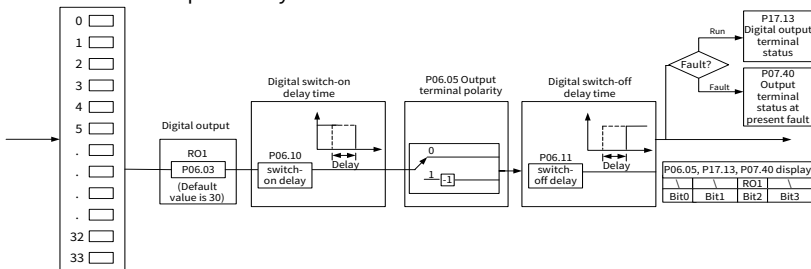 0
1
2
3
4
5
.
.
.
.
32
33
Digital output
RO1
P06.03
(Default
value is 30)
Digital switch-on
delay time
Delay
P06.10
switch-
on delay
P06.05 Output
terminal polarity
0
1
-1
Digital switch-off
delay time
Delay
P06.11
switch-
off delay
Fault?
Run
Fault
P17.13
Digital output
terminal
status
P07.40
Output
terminal
status at
present fault
P06.05, P17.13, P07.40 display
\ \ RO1 \
Bit0 Bit1 Bit2 Bit3